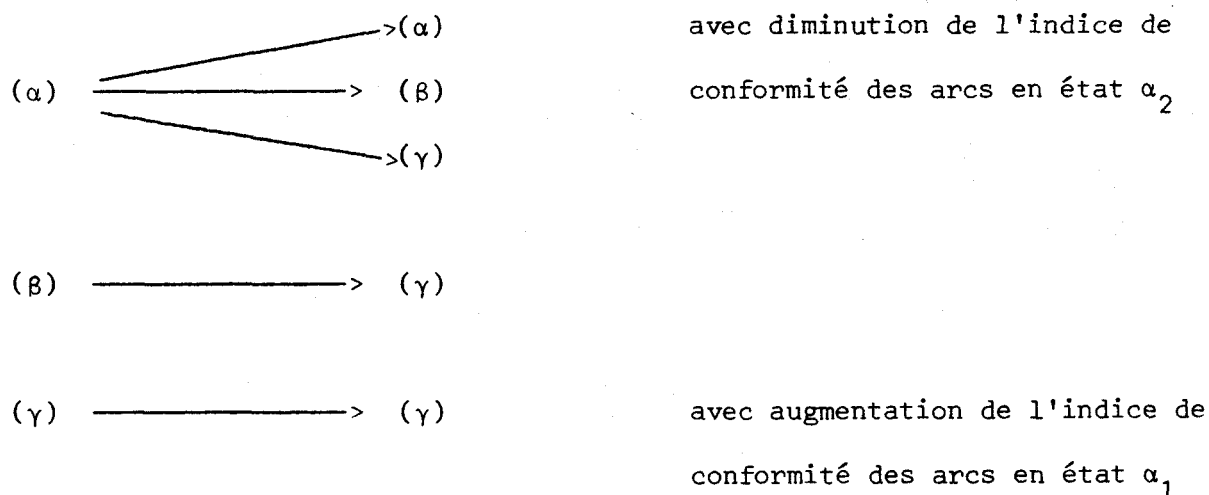 (α) ⟶ (α) avec diminution de l'indice de
(α) ⟶ (β) conformité des arcs en état α₂
(α) ⟶ (γ)
(β) ⟶ (γ)
(γ) ⟶ (γ) avec augmentation de l'indice de
conformité des arcs en état α₁